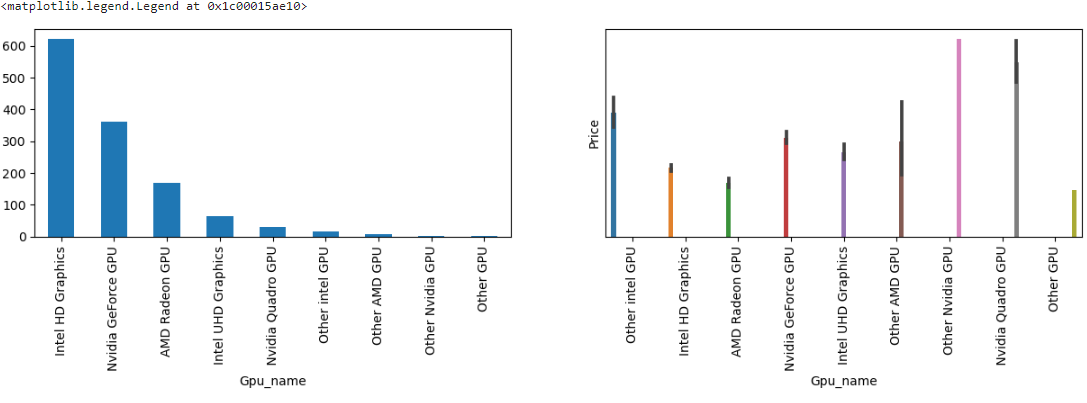 <matplotlib.legend.Legend at 0x1c00015ae10>
600
500
400
300
200
100
0
Intel HD Graphics
Nvidia GeForce GPU
AMD Radeon GPU
Intel UHD Graphics
Nvidia Quadro GPU
Other intel GPU
Other AMD GPU
Other Nvidia GPU
Other GPU
Gpu_name
Price
Other intel GPU
Intel HD Graphics
AMD Radeon GPU
Nvidia GeForce GPU
Intel UHD Graphics
Other AMD GPU
Other Nvidia GPU
Nvidia Quadro GPU
Other GPU
Gpu_name